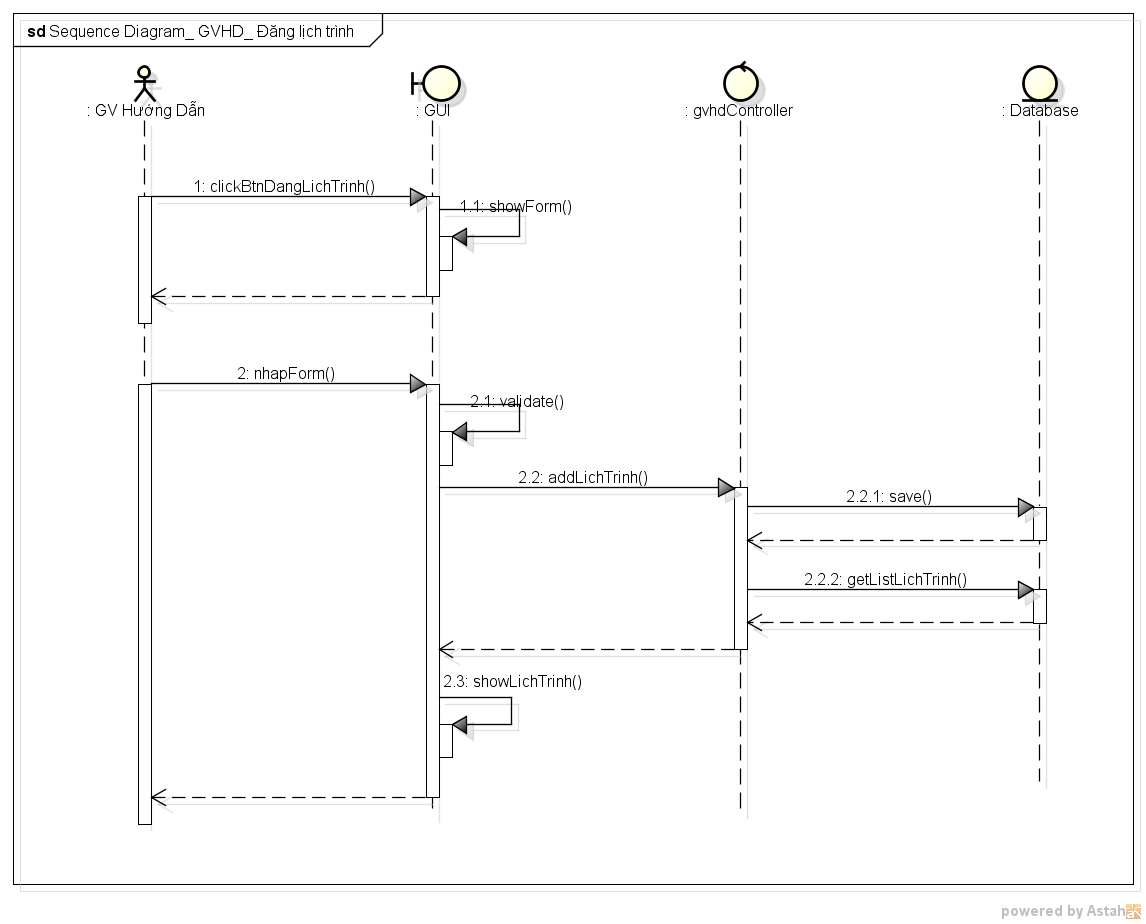 sd Sequence Diagram_ GVHD_ Đăng lịch trình
: GV Hướng Dẫn
: GUI
: gvhdController
: Database
1: clickBtnDangLichTrinh()
1.1: showForm()
2: nhapForm()
2.1: validate()
2.2: addLichTrinh()
2.2.1: save()
2.2.2: getListLichTrinh()
2.3: showLichTrinh()
powered by Astah